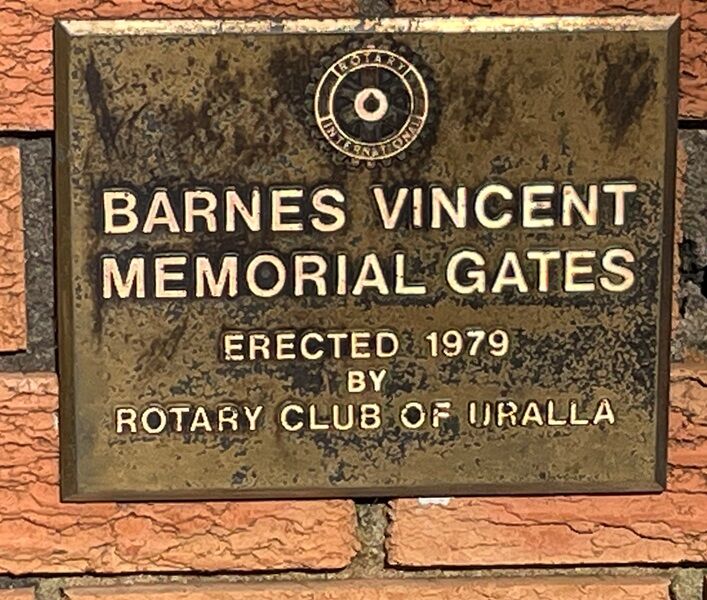 ROTARY
INTERNATIONAL
BARNES VINCENT
MEMORIAL GATES
ERECTED 1979
BY
ROTARY CLUB OF URALLA